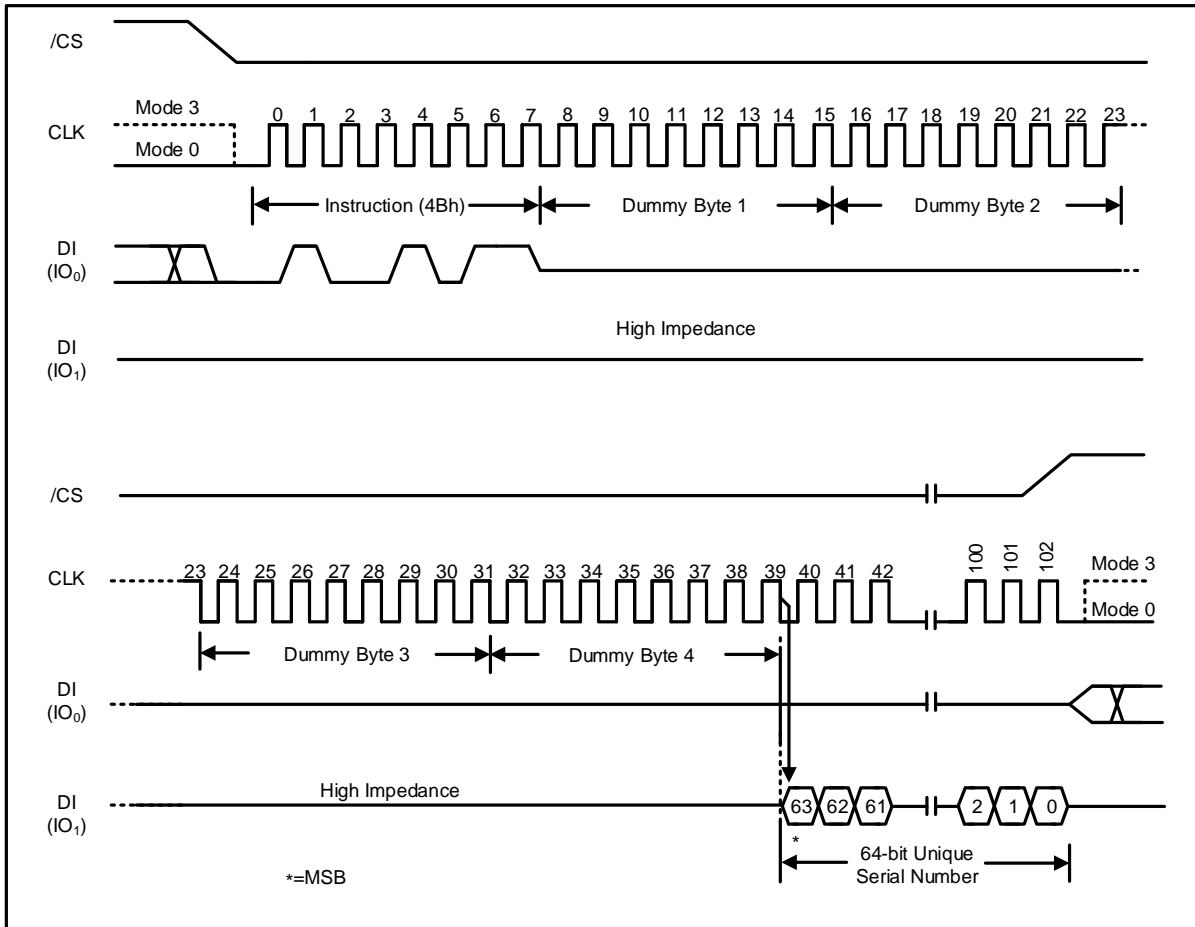 /CS
Mode 3
CLK
Mode 0
0 1 2 3 4 5 6 7 8 9 10 11 12 13 14 15 16 17 18 19 20 21 22 23
Instruction (4Bh)
Dummy Byte 1
Dummy Byte 2
DI
(IO₀)
High Impedance
DI
(IO₁)
/CS
CLK
23 24 25 26 27 28 29 30 31 32 33 34 35 36 37 38 39 40 41 42
100 101 102
Mode 3
Mode 0
Dummy Byte 3
Dummy Byte 4
DI
(IO₀)
High Impedance
DI
(IO₁)
63 62 61 2 1 0
*
64-bit Unique
Serial Number
*=MSB